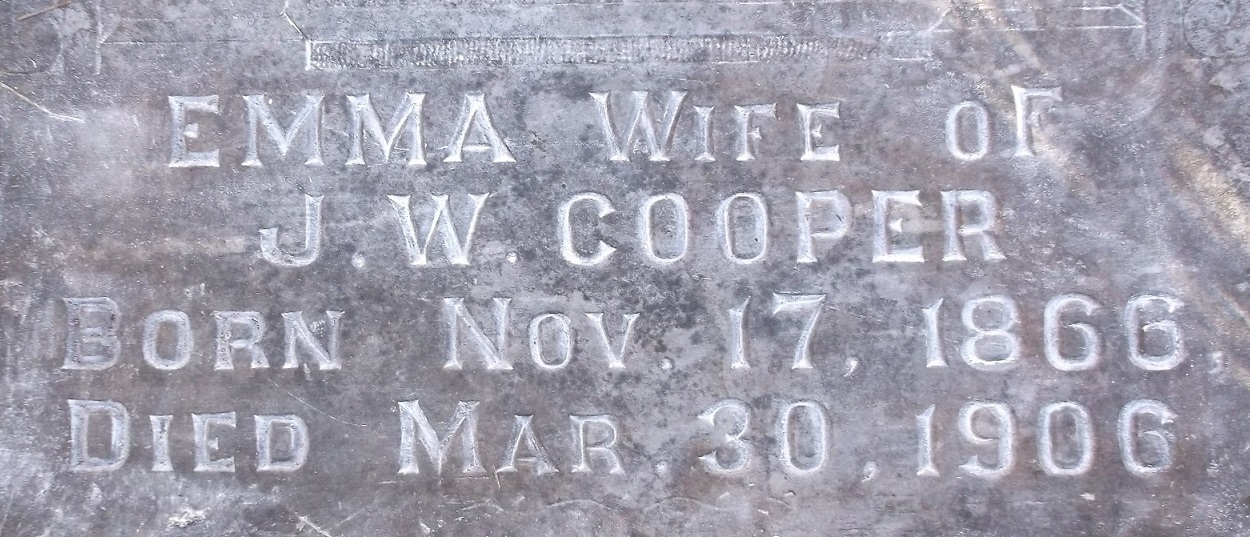 EMMA WIFE OF
J.W. COOPER
BORN NOV. 17, 1866,
DIED MAR. 30, 1906